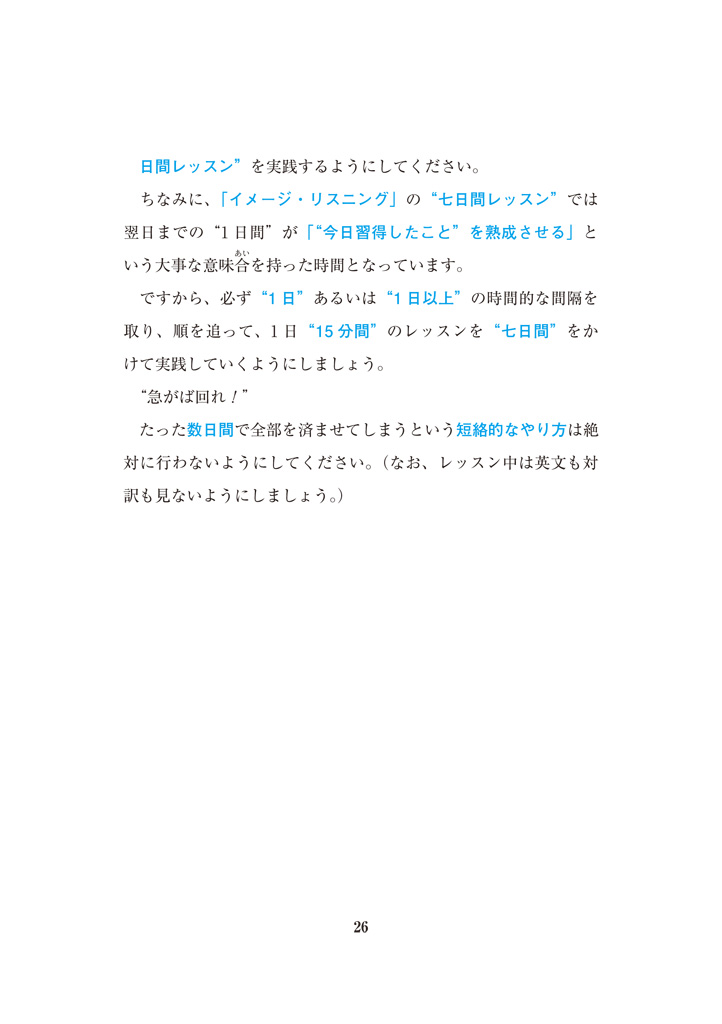 日間レッスン”を実践するようにしてください。
ちなみに、「イメージ・リスニング」の“七日間レッスン”では
翌日までの“1日間”が「“今日習得したこと”を熟成させる」と
あい
いう大事な意味合を持った時間となっています。
ですから、必ず“1日”あるいは“1日以上”の時間的な間隔を
取り、順を追って、1日“15分間”のレッスンを“七日間”をか
けて実践していくようにしましょう。
“急がば回れ!”
たった数日間で全部を済ませてしまうという短絡的なやり方は絶
対に行わないようにしてください。（なお、レッスン中は英文も対
訳も見ないようにしましょう。）
26